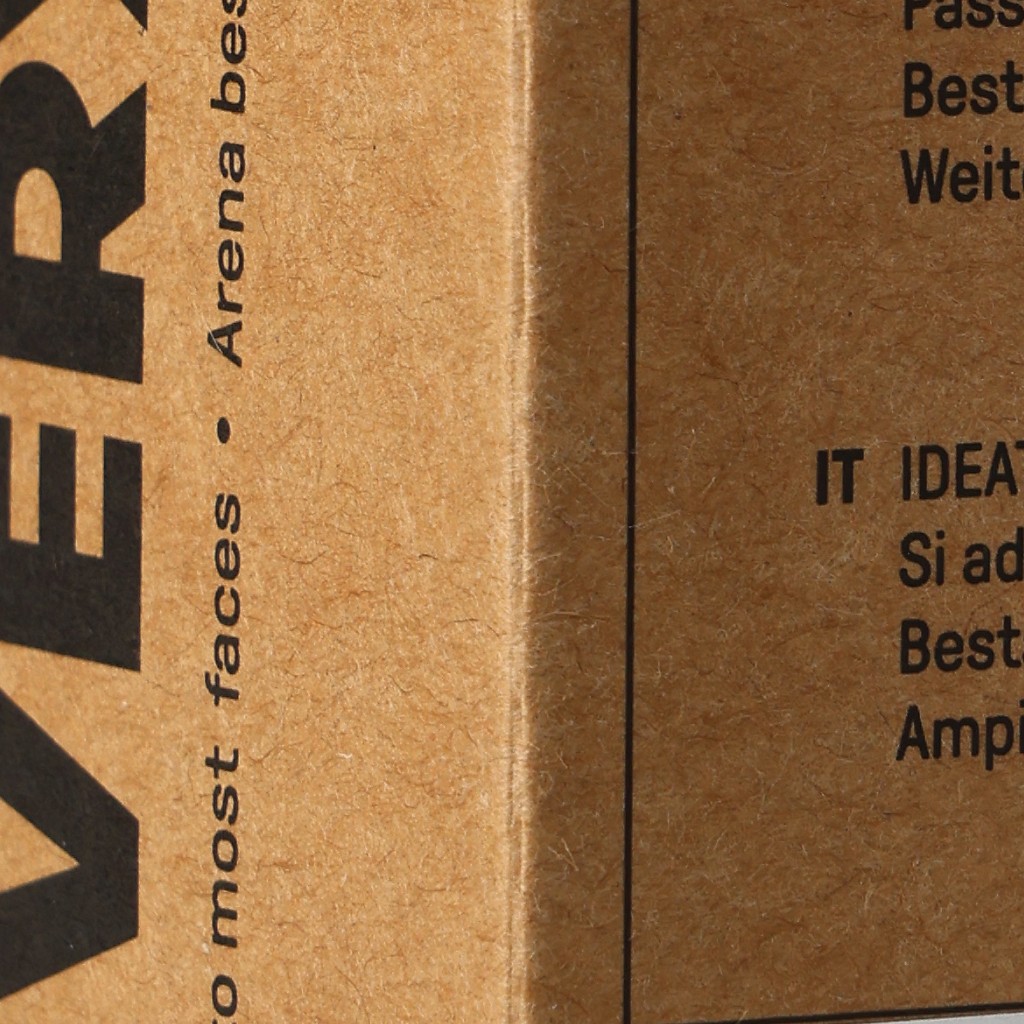 VER
to most faces • Arena bes
Pass
Best
Weit
IT IDEA
Si ad
Best
Ampi